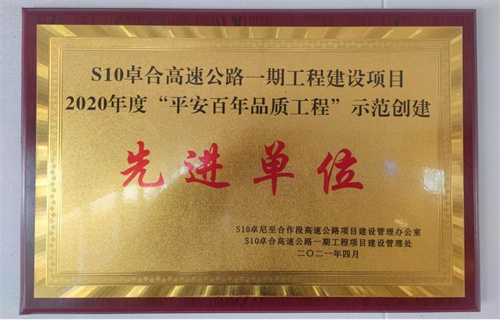 S10卓合高速公路一期工程建设项目
2020年度“平安百年品质工程”示范创建
先进单位
S10卓尼至合作段高速公路项目建设管理办公室
S10卓合高速公路一期工程项目建设管理处
二〇二一年四月